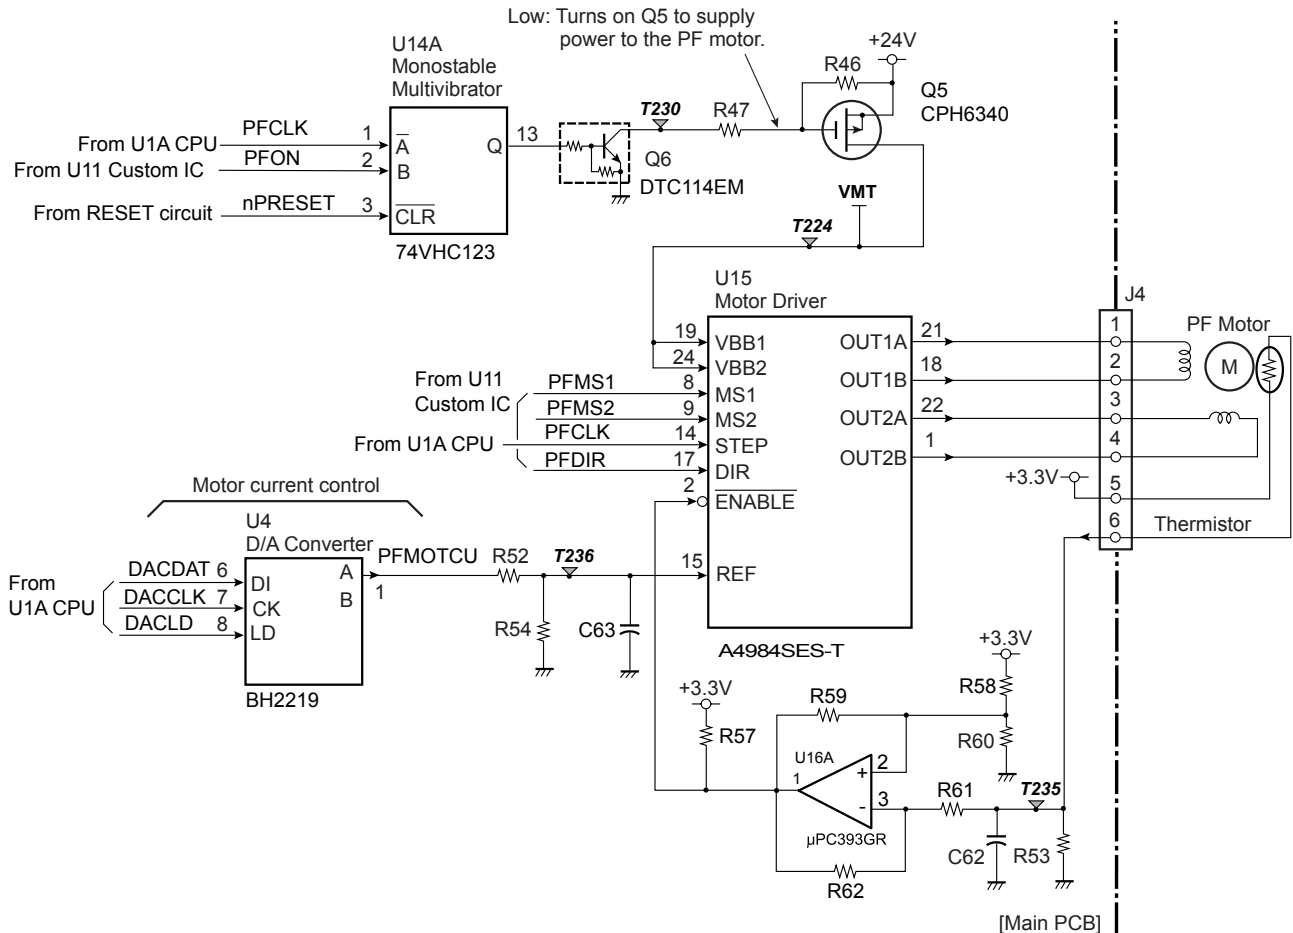 Low: Turns on Q5 to supply
power to the PF motor.
+24V
U14A
Monostable
Multivibrator
R46
Q5
CPH6340
T230
R47
From U1A CPU
PFCLK
1
A
Q
13
From U11 Custom IC
PFON
2
B
Q6
DTC114EM
From RESET circuit
nPRESET
3
CLR
74VHC123
VMT
T224
U15
Motor Driver
J4
19
VBB1
OUT1A
21
1
PF Motor
M
24
VBB2
2
From U11
Custom IC
PFMS1
8
MS1
OUT1B
18
PFMS2
9
MS2
OUT2A
22
3
From U1A CPU
PFCLK
14
STEP
PFDIR
17
DIR
OUT2B
1
4
2
ENABLE
+3.3V
5
6
Thermistor
Motor current control
U4
D/A Converter
PFMOTCU
R52
T236
15
REF
A
B
1
From
U1A CPU
DACDAT
6
DI
DACCLK
7
CK
DACLD
8
LD
R54
C63
BH2219
A4984SES-T
+3.3V
R58
R60
+3.3V
R57
R59
U16A
1
2
+
3
-
µPC393GR
R61
T235
C62
R53
R62
[Main PCB]